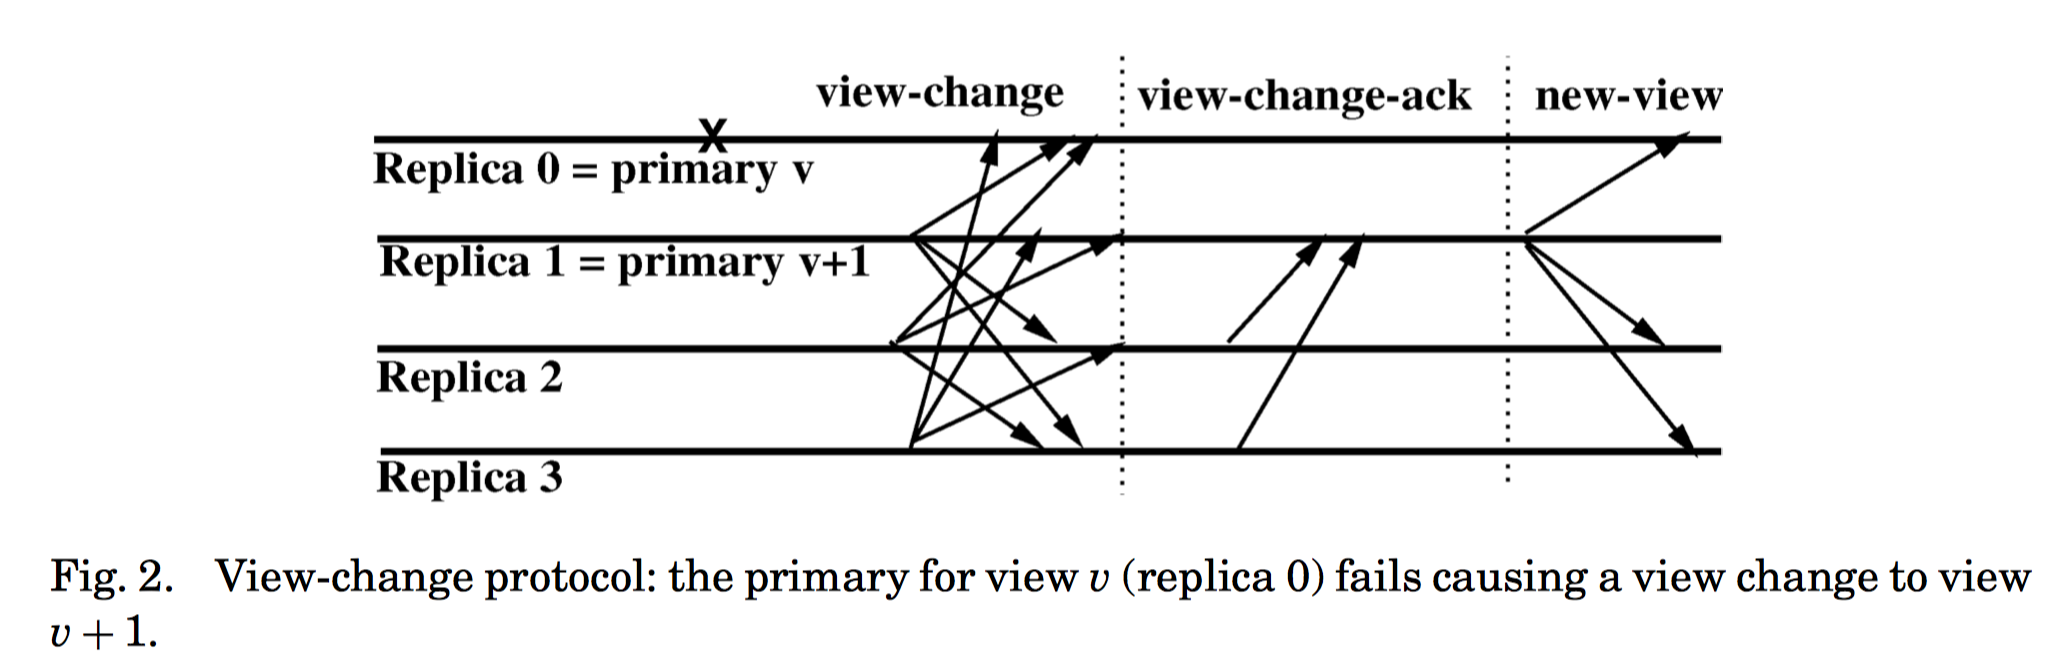 view-change
view-change-ack
new-view
X
Replica 0 = primary v
Replica 1 = primary v+1
Replica 2
Replica 3
Fig. 2. View-change protocol: the primary for view v (replica 0) fails causing a view change to view
v + 1.